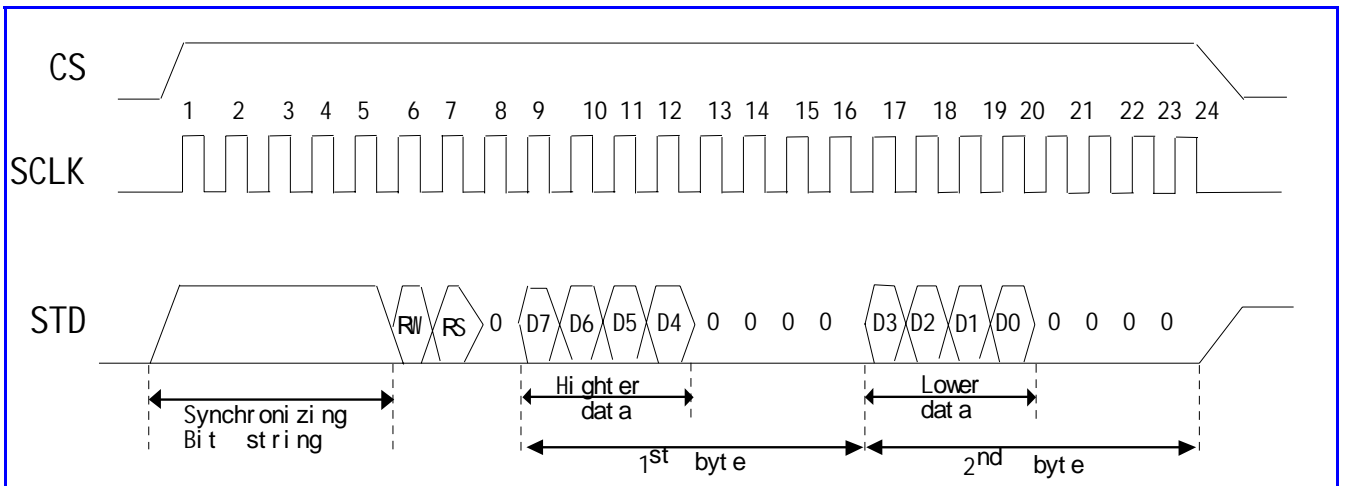 CS
1 2 3 4 5 6 7 8 9 10 11 12 13 14 15 16 17 18 19 20 21 22 23 24
SCLK
STD
RW RS 0 D7 D6 D5 D4 0 0 0 0 D3 D2 D1 D0 0 0 0 0
Synchronizing
Bit string
Highter
data
Lower
data
1st byte
2nd byte